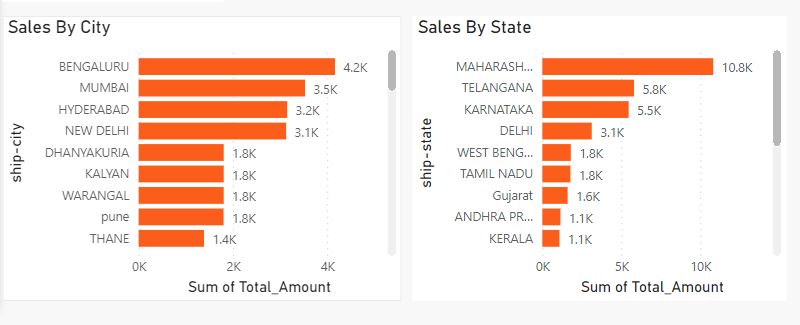 Sales By City
ship-city
BENGALURU 4.2K
MUMBAI 3.5K
HYDERABAD 3.2K
NEW DELHI 3.1K
DHANYAKURIA 1.8K
KALYAN 1.8K
WARANGAL 1.8K
pune 1.8K
THANE 1.4K
0K 2K 4K
Sum of Total_Amount
Sales By State
ship-state
MAHARASH... 10.8K
TELANGANA 5.8K
KARNATAKA 5.5K
DELHI 3.1K
WEST BENG... 1.8K
TAMIL NADU 1.8K
Gujarat 1.6K
ANDHRA PR... 1.1K
KERALA 1.1K
0K 5K 10K
Sum of Total_Amount